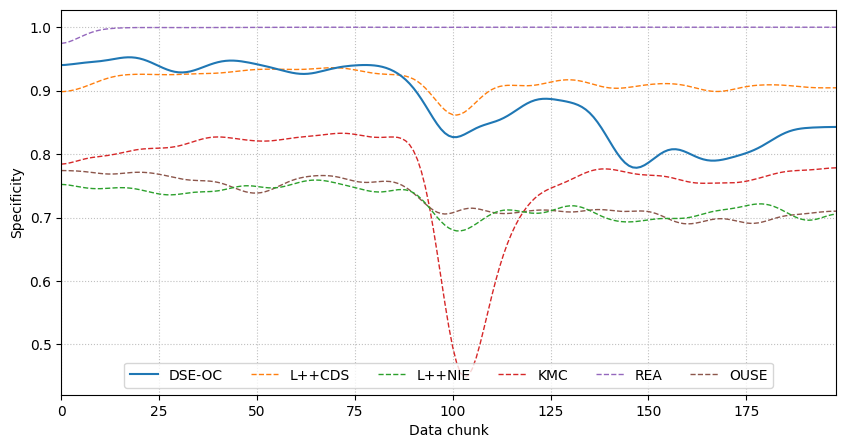 1.0
0.9
0.8
0.7
0.6
0.5
Specificity
DSE-OC L++CDS L++NIE KMC REA OUSE
0 25 50 75 100 125 150 175
Data chunk